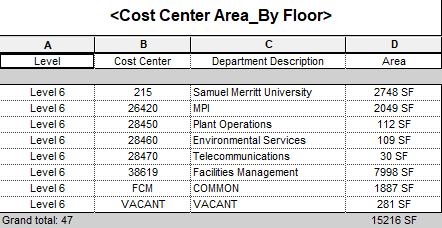 <Cost Center Area_By Floor>
A B C D
Level Cost Center Department Description Area
Level 6 215 Samuel Merritt University 2748 SF
Level 6 26420 MPI 2049 SF
Level 6 28450 Plant Operations 112 SF
Level 6 28460 Environmental Services 109 SF
Level 6 28470 Telecommunications 30 SF
Level 6 38619 Facilities Management 7998 SF
Level 6 FCM COMMON 1887 SF
Level 6 VACANT VACANT 281 SF
Grand total: 47 15216 SF